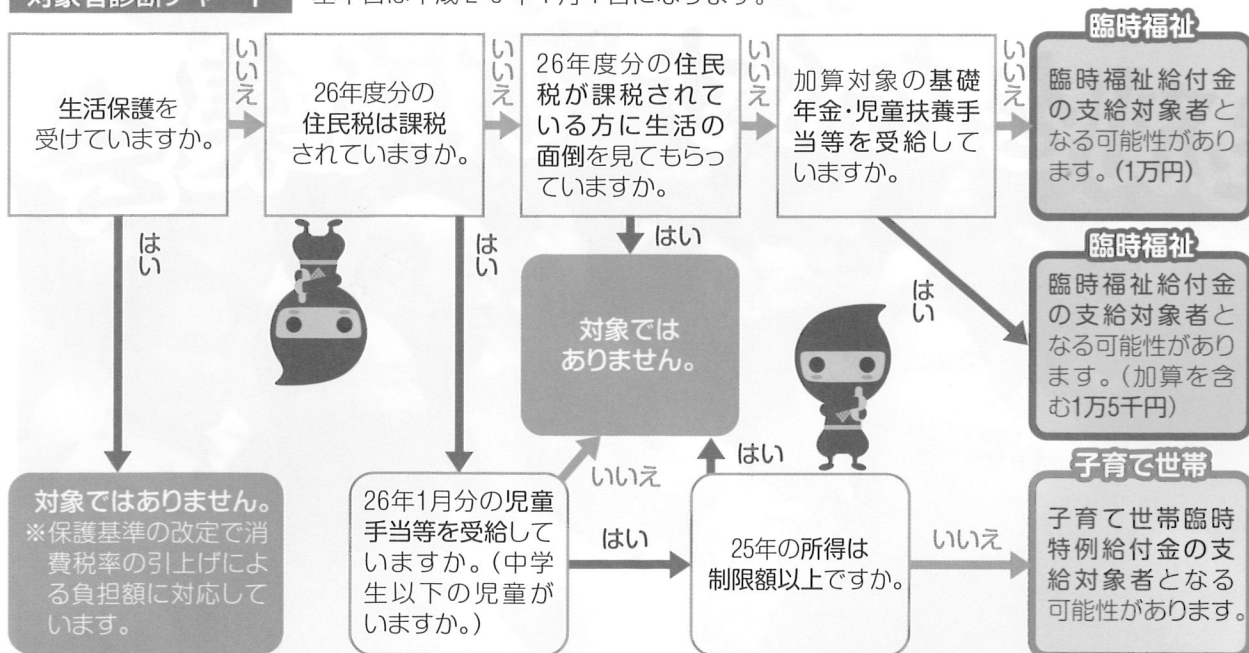 生活保護を
受けていますか。
いいえ
はい
26年度分の
住民税は課税
されていますか。
いいえ
はい
26年度分の住民
税が課税されて
いる方に生活の
面倒を見てもらっ
ていますか。
いいえ
はい
加算対象の基礎
年金・児童扶養手
当等を受給して
いますか。
いいえ
はい
臨時福祉
臨時福祉給付金
の支給対象者と
なる可能性があり
ます。(1万円)
臨時福祉
臨時福祉給付金
の支給対象者と
なる可能性があり
ます。(加算を含
む1万5千円)
対象では
ありません。
対象ではありません。
※保護基準の改定で消
費税率の引上げによ
る負担額に対応して
います。
26年1月分の児童
手当等を受給して
いますか。(中学
生以下の児童が
いますか。)
いいえ
はい
25年の所得は
制限額以上ですか。
はい
いいえ
子育て世帯
子育て世帯臨時
特例給付金の支
給対象者となる
可能性があります。